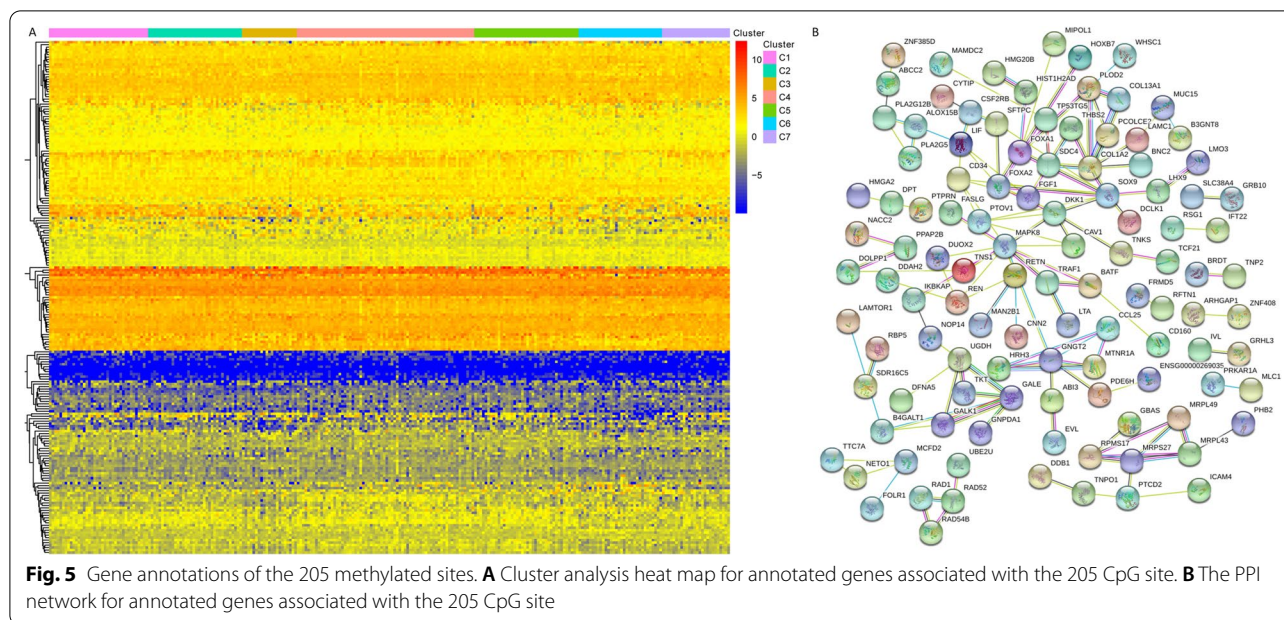 A
Cluster
10
5
0
−5
Cluster
C1
C2
C3
C4
C5
C6
C7
B
MIPOL1
ZNF385D
MAMDC2
HOXB7
WHSC1
HMG20B
ABCC2
CYTIP
HIST1H2AD
PLOD2
CSF2RB
COL13A1
PLA2G12B
ALOX15B
SFTPC
TP53TG5
MUC15
THBS2
PCOLCE2
LIF
FOXA1
LAMC1
B3GNT8
PLA2G5
SDC4
COL1A2
BNC2
LMO3
CD34
FOXA2
SOX9
LHX9
SLC38A4
HMGA2
DPT
FGF1
GRB10
PTPRN
FASLG
PTOV1
DKK1
DCLK1
RSG1
NACC2
IFT22
MAPK8
CAV1
PPAP2B
TNKS
DUOX2
TCF21
DOLPP1
TNS1
RETN
BRDT
TNP2
DDAH2
TRAF1
BATF
REN
FRMD5
IKBKAP
RFTN1
ARHGAP1
ZNF408
LAMTOR1
MAN2B1
LTA
NOP14
CNN2
CCL25
RBP5
CD160
IVL
UGDH
GNGT2
GRHL3
HRH3
MTNR1A
SDR16C5
ENSG00000269035
PRKAR1A
DFNA5
TKT
GALE
PDE6H
MLC1
ABI3
B4GALT1
GALK1
GBAS
MRPL49
GNPDA1
PHB2
EVL
RPMS17
MRPL43
TTC7A
MRPS27
MCFD2
UBE2U
NETO1
DDB1
RAD1
RAD52
TNPO1
ICAM4
PTCD2
FOLR1
RAD54B
Fig. 5 Gene annotations of the 205 methylated sites. A Cluster analysis heat map for annotated genes associated with the 205 CpG site. B The PPI
network for annotated genes associated with the 205 CpG site